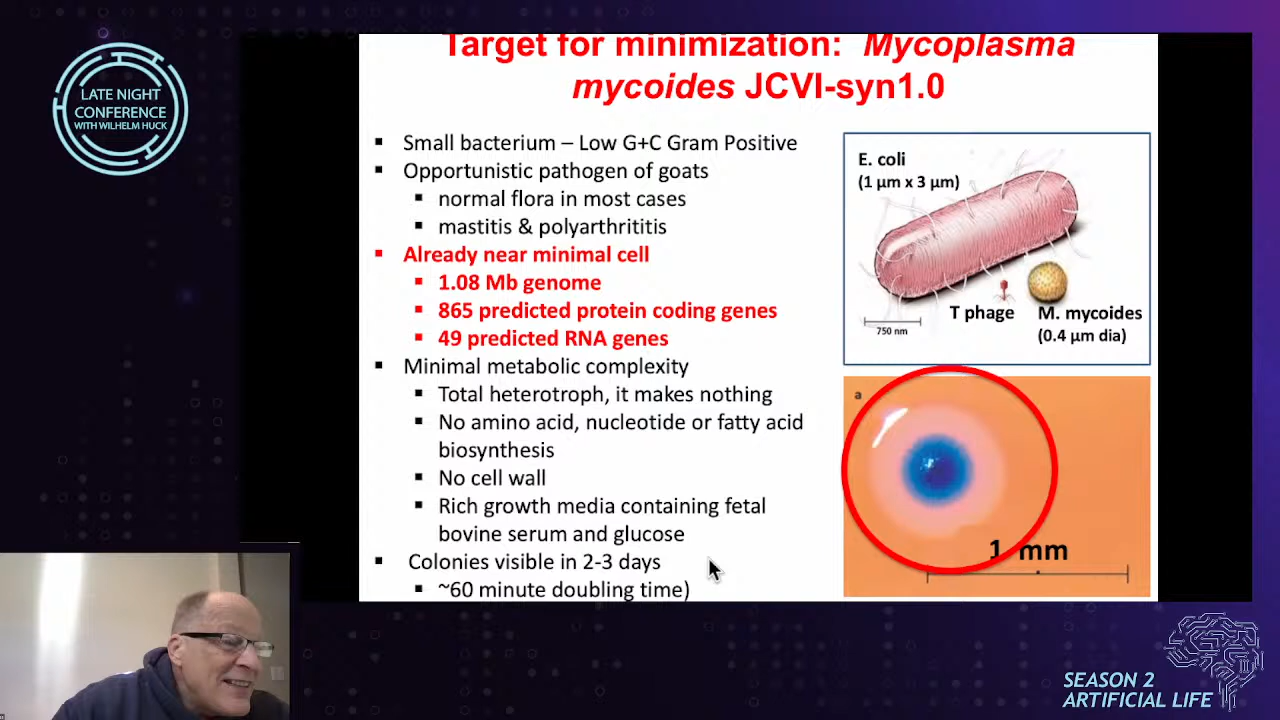 LATE NIGHT
CONFERENCE
WITH WILHELM HUCK
Target for minimization: Mycoplasma
mycoides JCVI-syn1.0
▪ Small bacterium – Low G+C Gram Positive
▪ Opportunistic pathogen of goats
▪ normal flora in most cases
▪ mastitis & polyarthrititis
▪ Already near minimal cell
▪ 1.08 Mb genome
▪ 865 predicted protein coding genes
▪ 49 predicted RNA genes
▪ Minimal metabolic complexity
▪ Total heterotroph, it makes nothing
▪ No amino acid, nucleotide or fatty acid
biosynthesis
▪ No cell wall
▪ Rich growth media containing fetal
bovine serum and glucose
▪ Colonies visible in 2-3 days
▪ ~60 minute doubling time)
E. coli
(1 µm x 3 µm)
T phage
M. mycoides
(0.4 µm dia)
750 nm
a
1 mm
SEASON 2
ARTIFICIAL LIFE